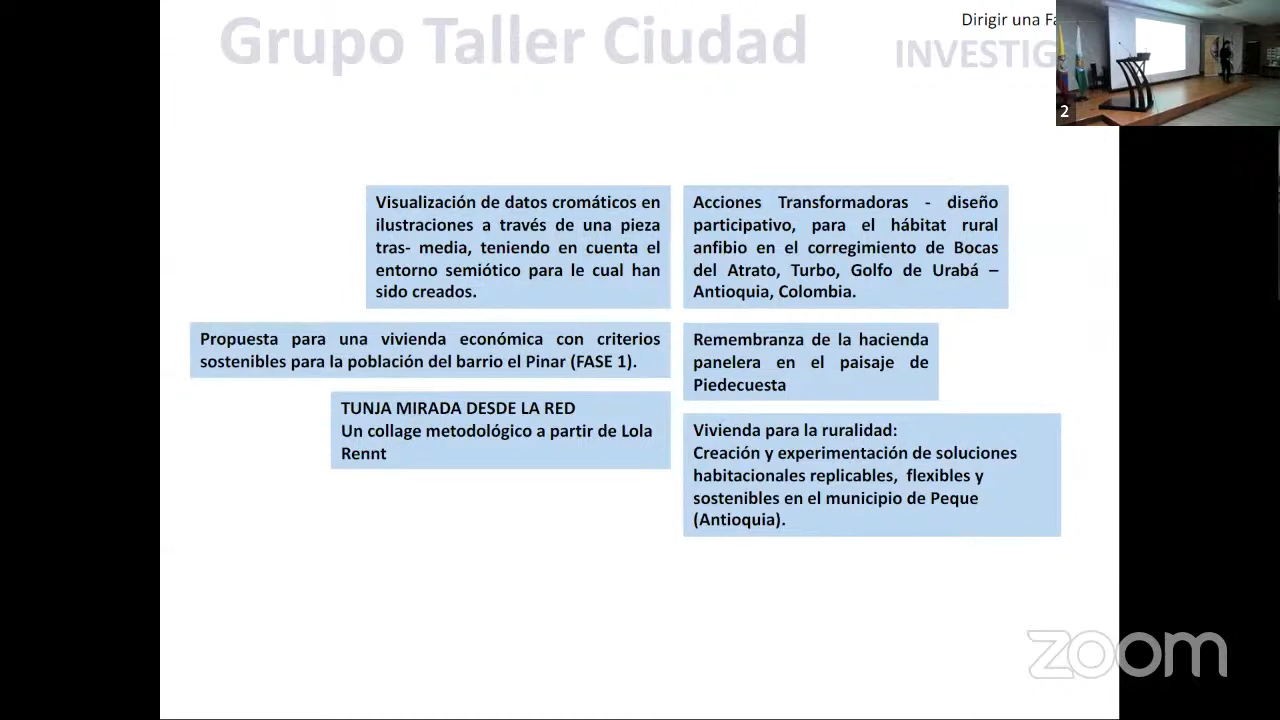 Grupo Taller Ciudad
Dirigir una
Visualización de datos cromáticos en
ilustraciones a través de una pieza
tras- media, teniendo en cuenta el
entorno semiótico para le cual han
sido creados.
Acciones Transformadoras - diseño
participativo, para el hábitat rural
anfibio en el corregimiento de Bocas
del Atrato, Turbo, Golfo de Urabá –
Antioquia, Colombia.
Propuesta para una vivienda económica con criterios
sostenibles para la población del barrio el Pinar (FASE 1).
Remembranza de la hacienda
panelera en el paisaje de
Piedecuesta
TUNJA MIRADA DESDE LA RED
Un collage metodológico a partir de Lola
Rennt
Vivienda para la ruralidad:
Creación y experimentación de soluciones
habitacionales replicables, flexibles y
sostenibles en el municipio de Peque
(Antioquia).
2
zoom